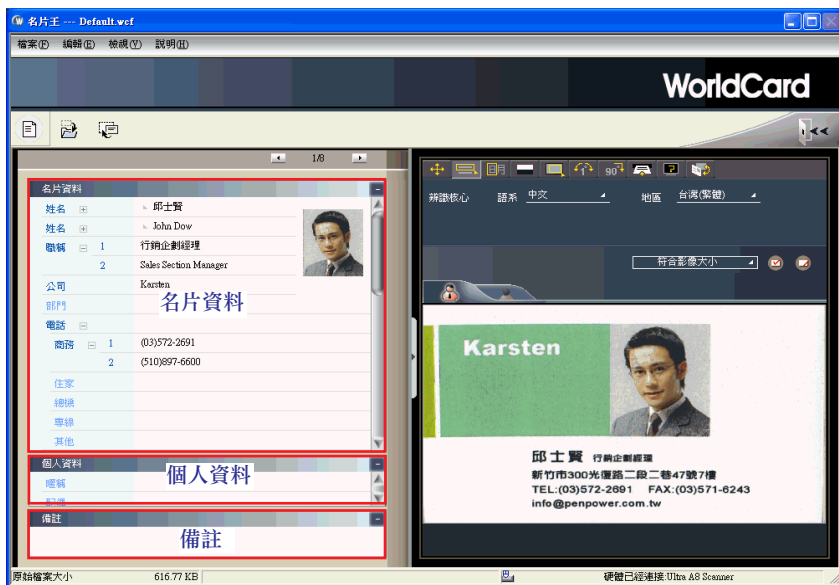 名片王 --- Default.wcf
檔案(F) 編輯(E) 檢視(V) 說明(H)
WorldCard
1/8
名片資料
姓名 邱士賢
姓名 John Dow
職稱 1 行銷企劃經理
2 Sales Section Manager
公司 Karsten
部門
名片資料
電話
商務 1 (03)572-2691
2 (510)897-6600
住家
總機
專線
其他
個人資料
個人資料
暱稱
備註
備註
辨識核心 語系 中文 地區 台灣(繁體)
符合影像大小
Karsten
邱士賢 行銷企劃經理
新竹市300光復路二段二巷47號7樓
TEL:(03)572-2691 FAX:(03)571-6243
info@penpower.com.tw
原始檔案大小 616.77 KB 硬體已經連接:Ultra A8 Scanner